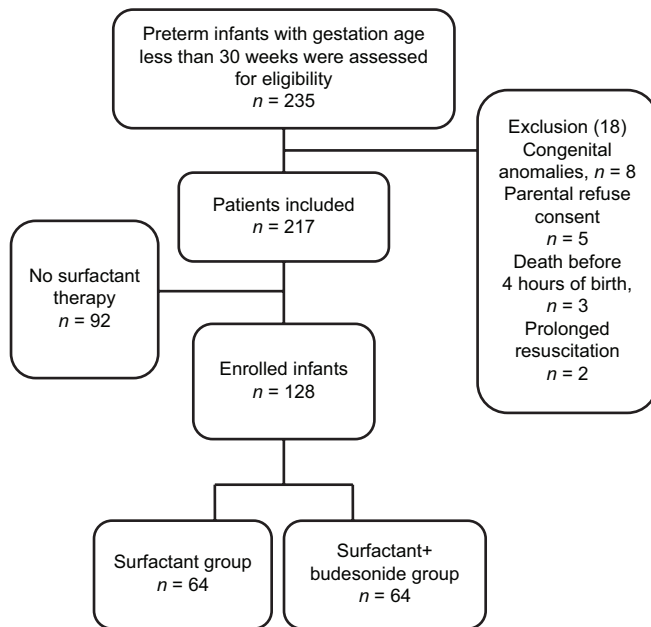 Preterm infants with gestation age
less than 30 weeks were assessed
for eligibility
n = 235
Exclusion (18)
Congenital
anomalies, n = 8
Parental refuse
consent
n = 5
Death before
4 hours of birth,
n = 3
Prolonged
resuscitation
n = 2
Patients included
n = 217
No surfactant
therapy
n = 92
Enrolled infants
n = 128
Surfactant group
n = 64
Surfactant+
budesonide group
n = 64